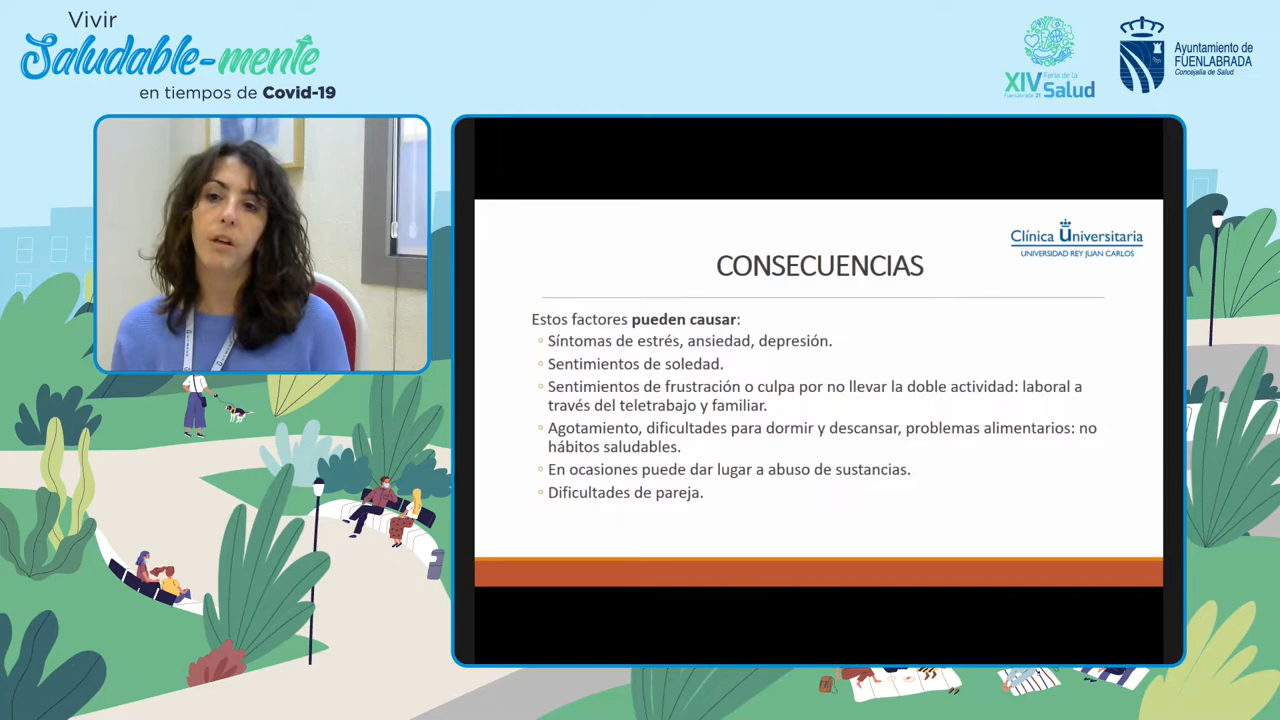 Vivir
Saludable-mente
en tiempos de Covid-19
XIV Feria de la Salud
Fuenlabrada 21
Ayuntamiento de
FUENLABRADA
Concejalía de Salud
Clínica Universitaria
UNIVERSIDAD REY JUAN CARLOS
CONSECUENCIAS
Estos factores pueden causar:
◦ Síntomas de estrés, ansiedad, depresión.
◦ Sentimientos de soledad.
◦ Sentimientos de frustración o culpa por no llevar la doble actividad: laboral a
través del teletrabajo y familiar.
◦ Agotamiento, dificultades para dormir y descansar, problemas alimentarios: no
hábitos saludables.
◦ En ocasiones puede dar lugar a abuso de sustancias.
◦ Dificultades de pareja.